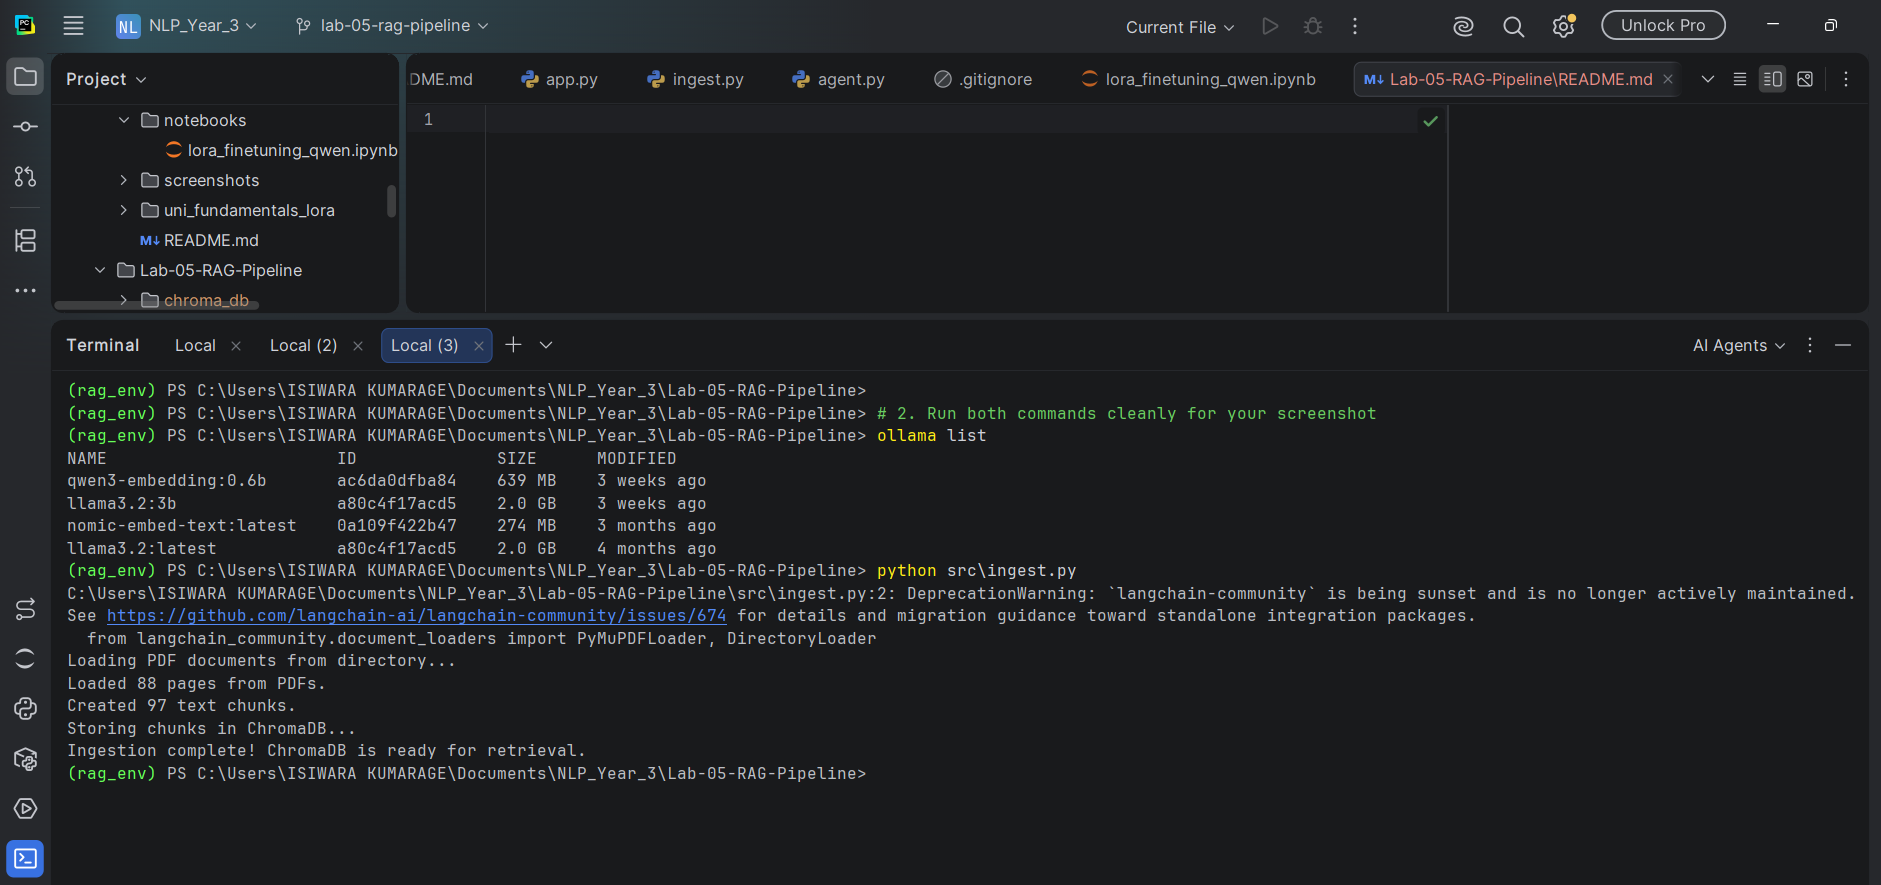 PC
NL NLP_Year_3 lab-05-rag-pipeline Current File Unlock Pro
Project
DME.md app.py ingest.py agent.py .gitignore lora_finetuning_qwen.ipynb M↓ Lab-05-RAG-Pipeline\README.md
notebooks
lora_finetuning_qwen.ipynb
screenshots
uni_fundamentals_lora
M↓ README.md
Lab-05-RAG-Pipeline
chroma_db
1
Terminal Local Local (2) Local (3) AI Agents
(rag_env) PS C:\Users\ISIWARA KUMARAGE\Documents\NLP_Year_3\Lab-05-RAG-Pipeline>
(rag_env) PS C:\Users\ISIWARA KUMARAGE\Documents\NLP_Year_3\Lab-05-RAG-Pipeline> # 2. Run both commands cleanly for your screenshot
(rag_env) PS C:\Users\ISIWARA KUMARAGE\Documents\NLP_Year_3\Lab-05-RAG-Pipeline> ollama list
NAME ID SIZE MODIFIED
qwen3-embedding:0.6b ac6da0dfba84 639 MB 3 weeks ago
llama3.2:3b a80c4f17acd5 2.0 GB 3 weeks ago
nomic-embed-text:latest 0a109f422b47 274 MB 3 months ago
llama3.2:latest a80c4f17acd5 2.0 GB 4 months ago
(rag_env) PS C:\Users\ISIWARA KUMARAGE\Documents\NLP_Year_3\Lab-05-RAG-Pipeline> python src\ingest.py
C:\Users\ISIWARA KUMARAGE\Documents\NLP_Year_3\Lab-05-RAG-Pipeline\src\ingest.py:2: DeprecationWarning: `langchain-community` is being sunset and is no longer actively maintained.
See https://github.com/langchain-ai/langchain-community/issues/674 for details and migration guidance toward standalone integration packages.
from langchain_community.document_loaders import PyMuPDFLoader, DirectoryLoader
Loading PDF documents from directory...
Loaded 88 pages from PDFs.
Created 97 text chunks.
Storing chunks in ChromaDB...
Ingestion complete! ChromaDB is ready for retrieval.
(rag_env) PS C:\Users\ISIWARA KUMARAGE\Documents\NLP_Year_3\Lab-05-RAG-Pipeline>